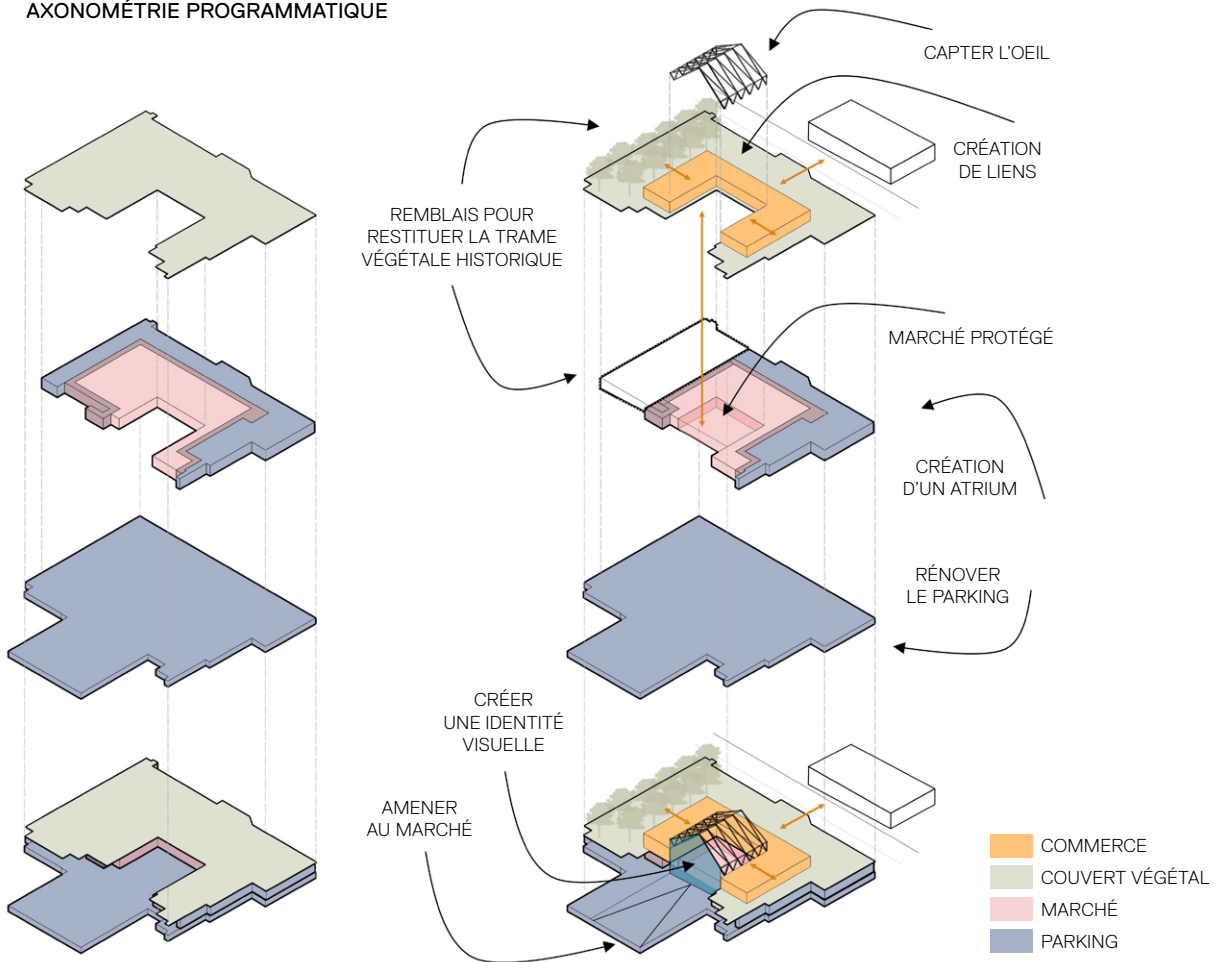 AXONOMÉTRIE PROGRAMMATIQUE
CAPTER L'OEIL
CRÉATION
DE LIENS
REMBLAIS POUR
RESTITUER LA TRAME
VÉGÉTALE HISTORIQUE
MARCHÉ PROTÉGÉ
CRÉATION
D'UN ATRIUM
RÉNOVER
LE PARKING
CRÉER
UNE IDENTITÉ
VISUELLE
AMENER
AU MARCHÉ
COMMERCE
COUVERT VÉGÉTAL
MARCHÉ
PARKING